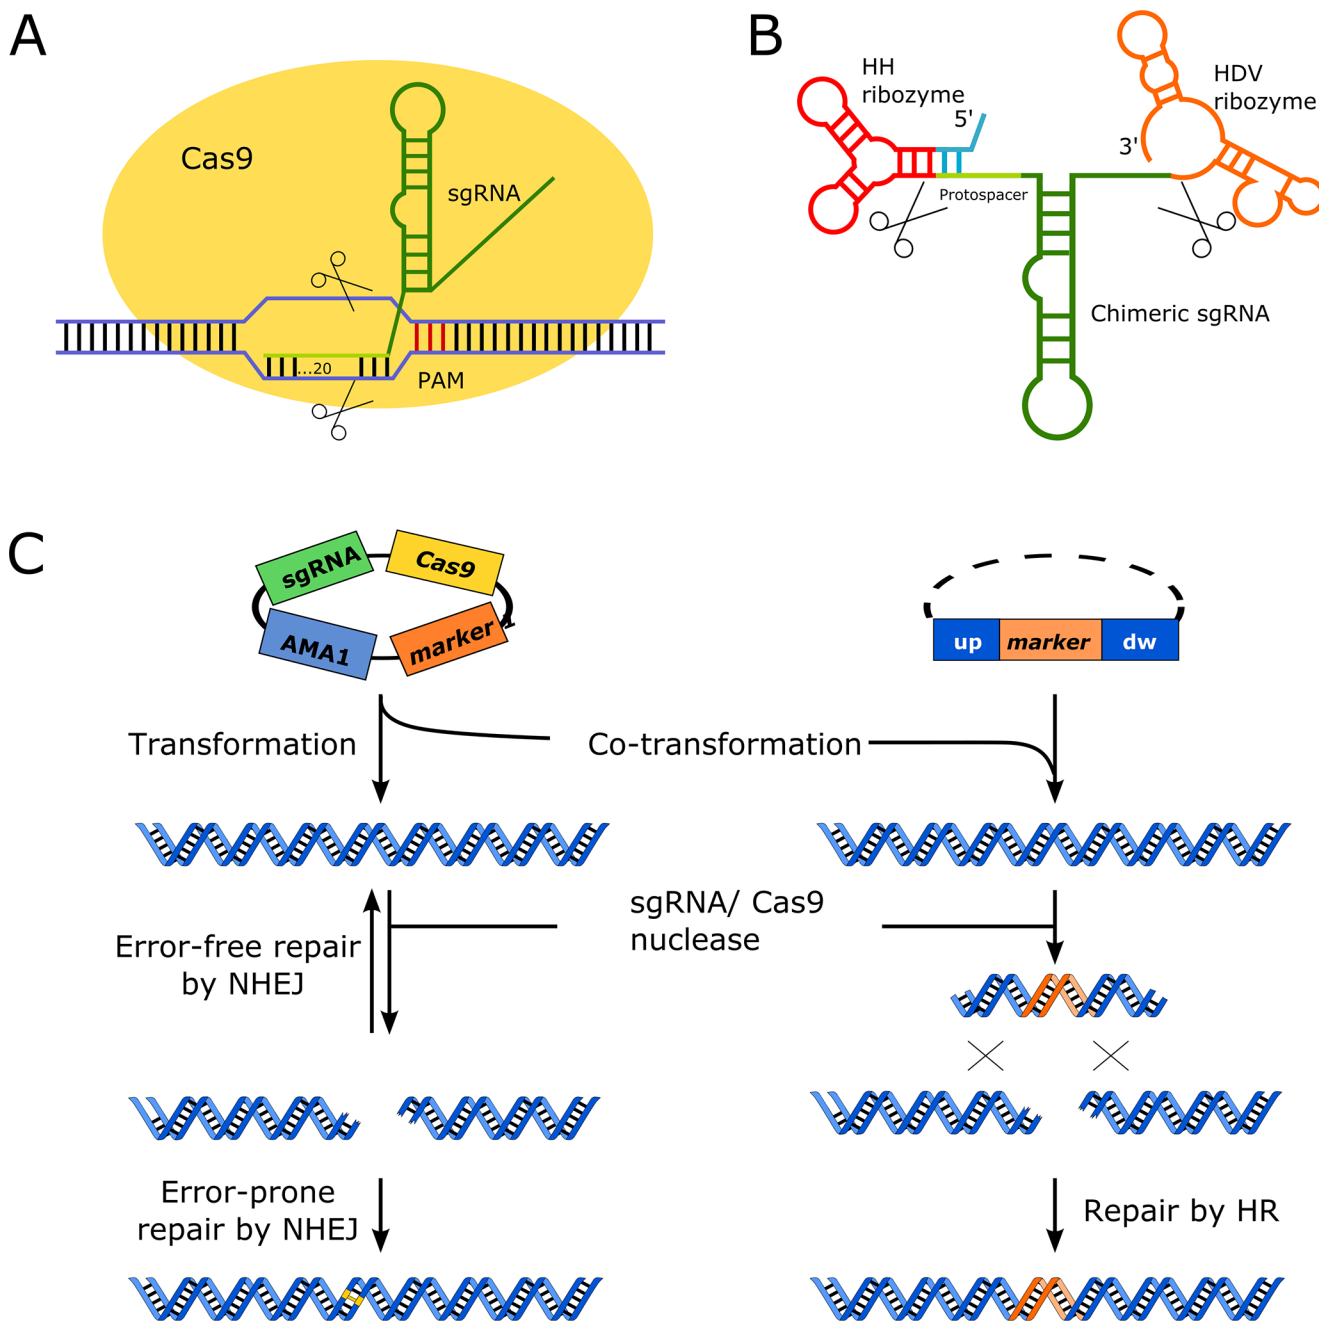 A
Cas9
sgRNA
...20
PAM
B
HH
ribozyme
5'
HDV
ribozyme
3'
Protospacer
Chimeric sgRNA
C
sgRNA
Cas9
AMA1
marker 1
up
marker
dw
Transformation
Co-transformation
sgRNA/ Cas9
nuclease
Error-free repair
by NHEJ
Error-prone
repair by NHEJ
Repair by HR